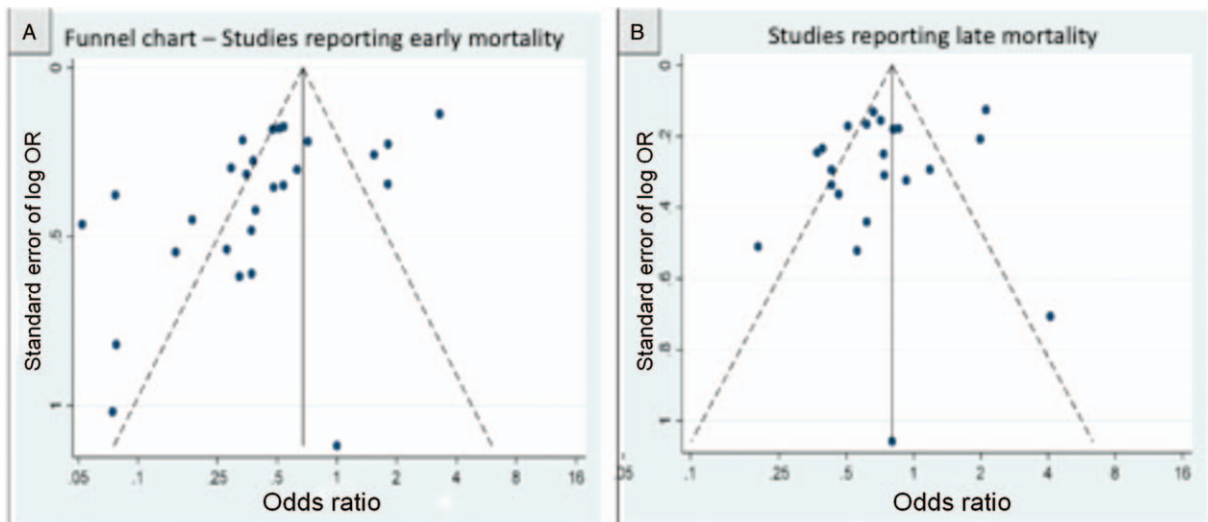 A
Funnel chart – Studies reporting early mortality
Standard error of log OR
0
.5
1
.05 .1 .25 .5 1 2 4 8 16
Odds ratio
B
Studies reporting late mortality
Standard error of log OR
0
.2
.4
.6
.8
1
.05 .1 .25 .5 1 2 4 8 16
Odds ratio